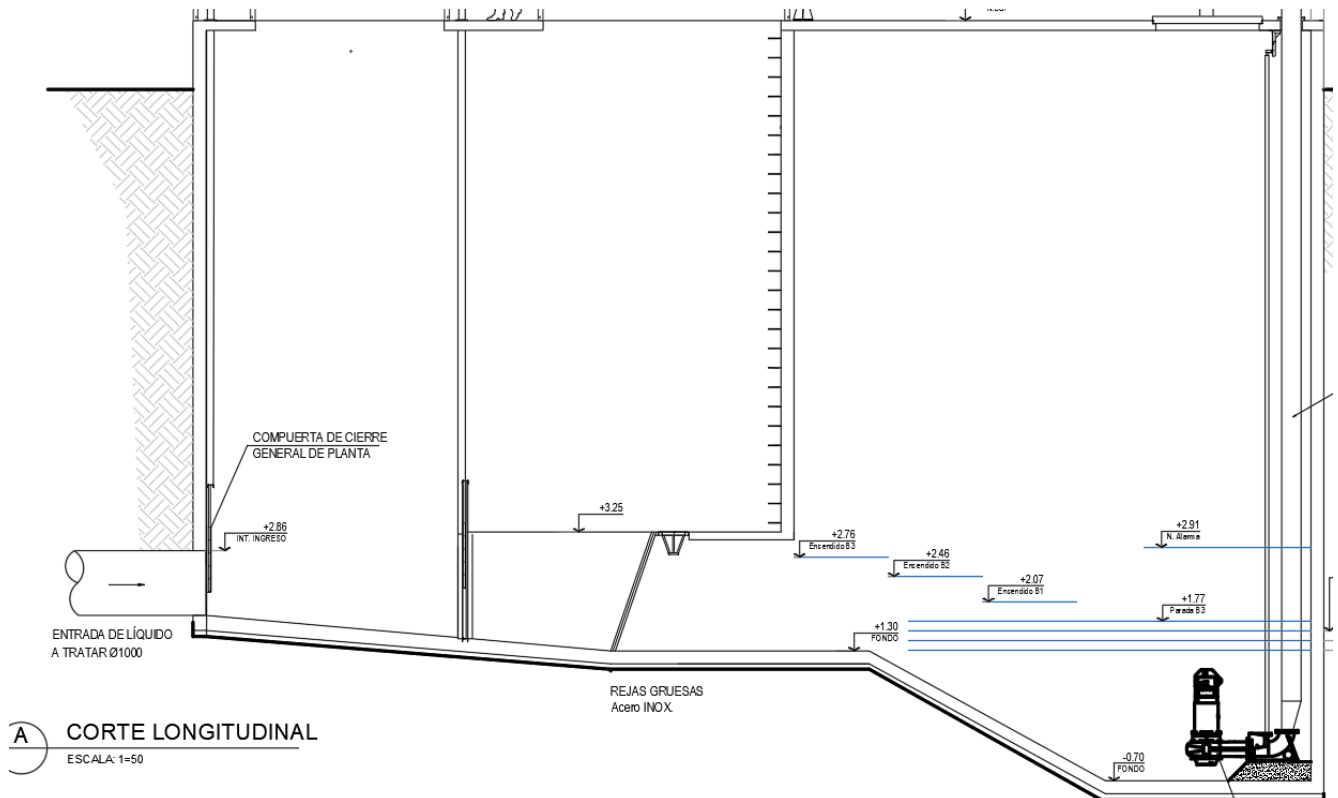 COMPUERTA DE CIERRE
GENERAL DE PLANTA
+2.86
INT. INGRESO
+3.25
+2.76
Encendido B3
+2.46
Encendido B2
+2.07
Encendido B1
+2.91
N. Alarma
+1.77
Parada B3
+1.30
FONDO
ENTRADA DE LÍQUIDO
A TRATAR Ø1000
REJAS GRUESAS
Acero INOX.
A
CORTE LONGITUDINAL
ESCALA: 1=50
-0.70
FONDO